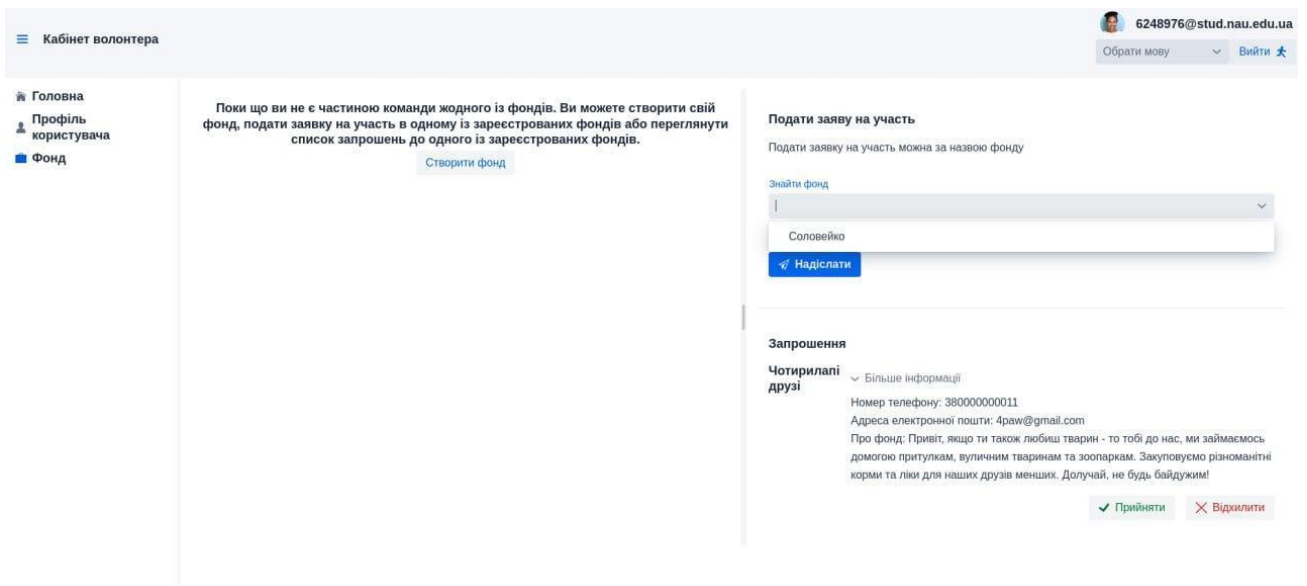 Кабінет волонтера
6248976@stud.nau.edu.ua
Обрати мову
Вийти
Головна
Профіль
користувача
Фонд
Поки що ви не є частиною команди жодного із фондів. Ви можете створити свій
фонд, подати заявку на участь в одному із зареєстрованих фондів або переглянути
список запрошень до одного із зареєстрованих фондів.
Створити фонд
Подати заяву на участь
Подати заявку на участь можна за назвою фонду
Знайти фонд
Соловейко
Надіслати
Запрошення
Чотирилапі
друзі
Більше інформації
Номер телефону: 380000000011
Адреса електронної пошти: 4paw@gmail.com
Про фонд: Привіт, якщо ти також любиш тварин - то тобі до нас, ми займаємось
домогою притулкам, вуличним тваринам та зоопаркам. Закуповуємо різноманітні
корми та ліки для наших друзів менших. Долучай, не будь байдужим!
Прийняти
Відхилити